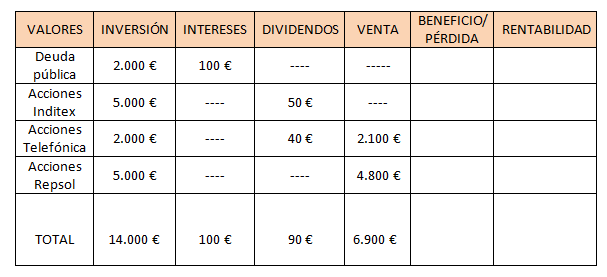 VALORES INVERSIÓN INTERESES DIVIDENDOS VENTA BENEFICIO/ PÉRDIDA RENTABILIDAD
Deuda pública 2.000 € 100 € ---- -----
Acciones Inditex 5.000 € ---- 50 € ----
Acciones Telefónica 2.000 € ---- 40 € 2.100 €
Acciones Repsol 5.000 € ---- ---- 4.800 €
TOTAL 14.000 € 100 € 90 € 6.900 €